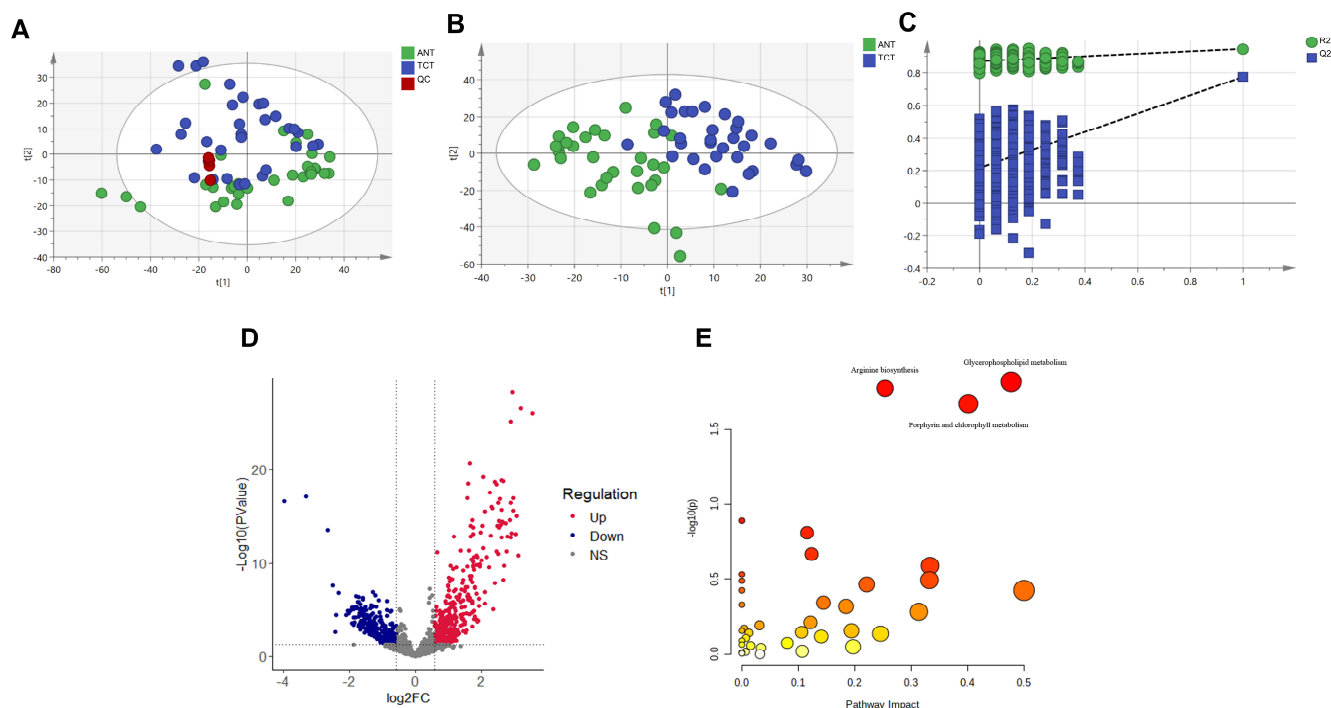 A
ANT
TCT
QC
t[2]
30
20
10
0
-10
-20
-30
-40
-80
-60
-40
-20
0
20
40
t[1]
B
ANT
TCT
t[2]
40
20
0
-20
-40
-60
-40
-30
-20
-10
0
10
20
30
t[1]
C
R2
Q2
0.8
0.6
0.4
0.2
0
-0.2
-0.4
-0.2
0
0.2
0.4
0.6
0.8
1
D
-Log10(PValue)
20
10
0
-4
-2
0
2
log2FC
Regulation
Up
Down
NS
E
Glycerophospholipid metabolism
Arginine biosynthesis
Porphyrin and chlorophyll metabolism
-log10(p)
1.5
1.0
0.5
0.0
0.0
0.1
0.2
0.3
0.4
0.5
Pathway Impact